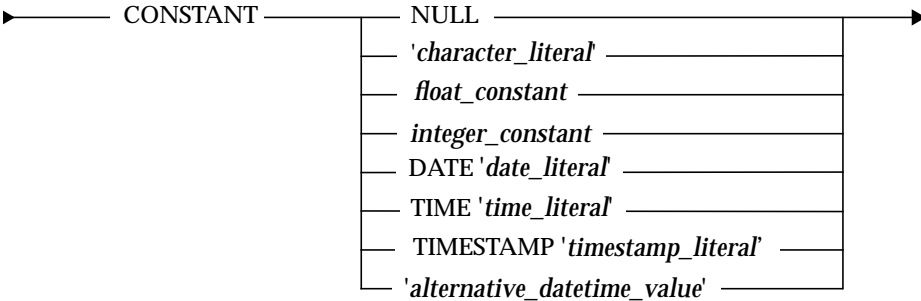 CONSTANT NULL
'character_literal'
float_constant
integer_constant
DATE 'date_literal'
TIME 'time_literal'
TIMESTAMP 'timestamp_literal'
'alternative_datetime_value'